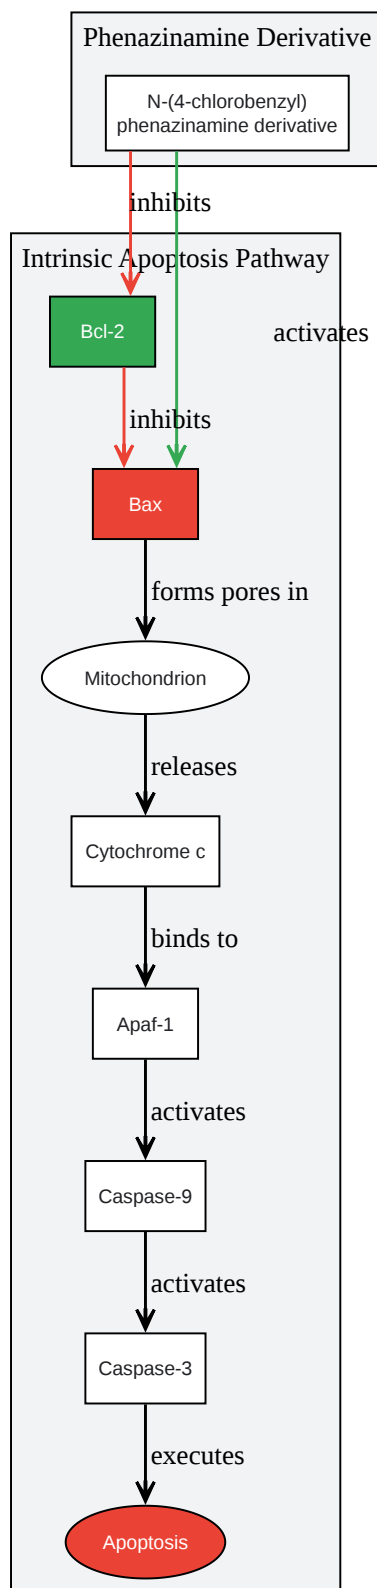 Phenazinamine Derivative
N-(4-chlorobenzyl)
phenazinamine derivative
inhibits
Intrinsic Apoptosis Pathway
Bcl-2
activates
inhibits
Bax
forms pores in
Mitochondrion
releases
Cytochrome c
binds to
Apaf-1
activates
Caspase-9
activates
Caspase-3
executes
Apoptosis